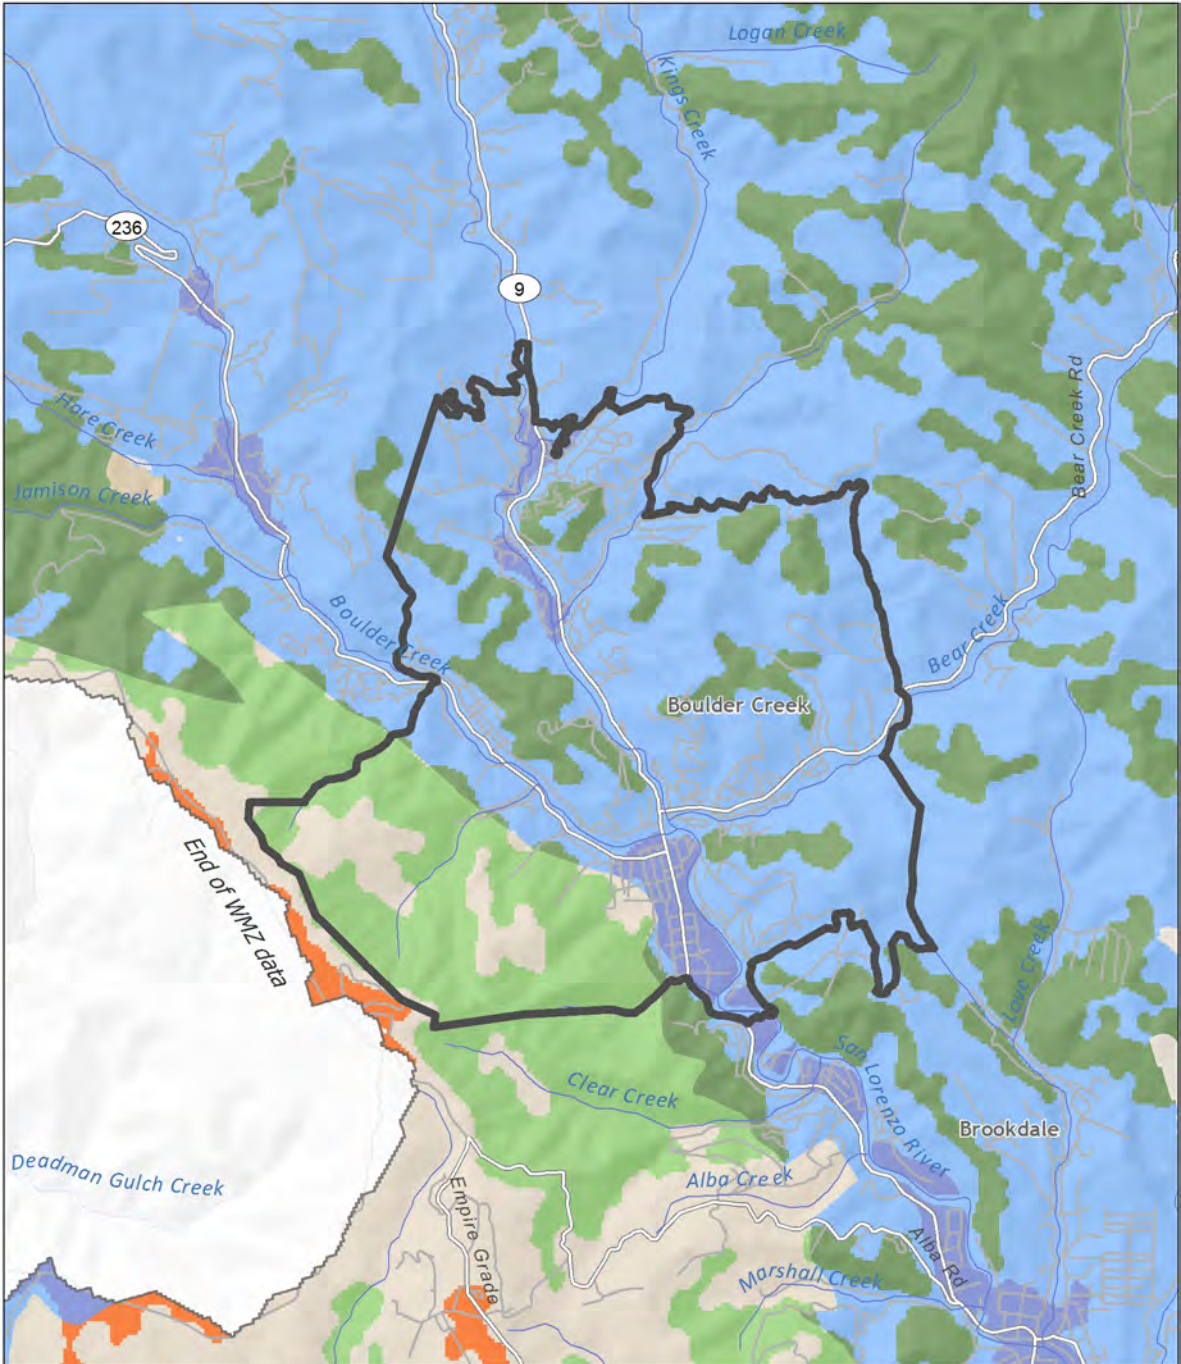 Logan Creek
Kings Creek
236
9
Bear Creek Rd
Hare Creek
Jamison Creek
Boulder Creek
Bear Creek
Boulder Creek
End of WMZ data
Love Creek
San Lorenzo River
Clear Creek
Brookdale
Deadman Gulch Creek
Alba Creek
Empire Grade
Alba Rd
Marshall Creek